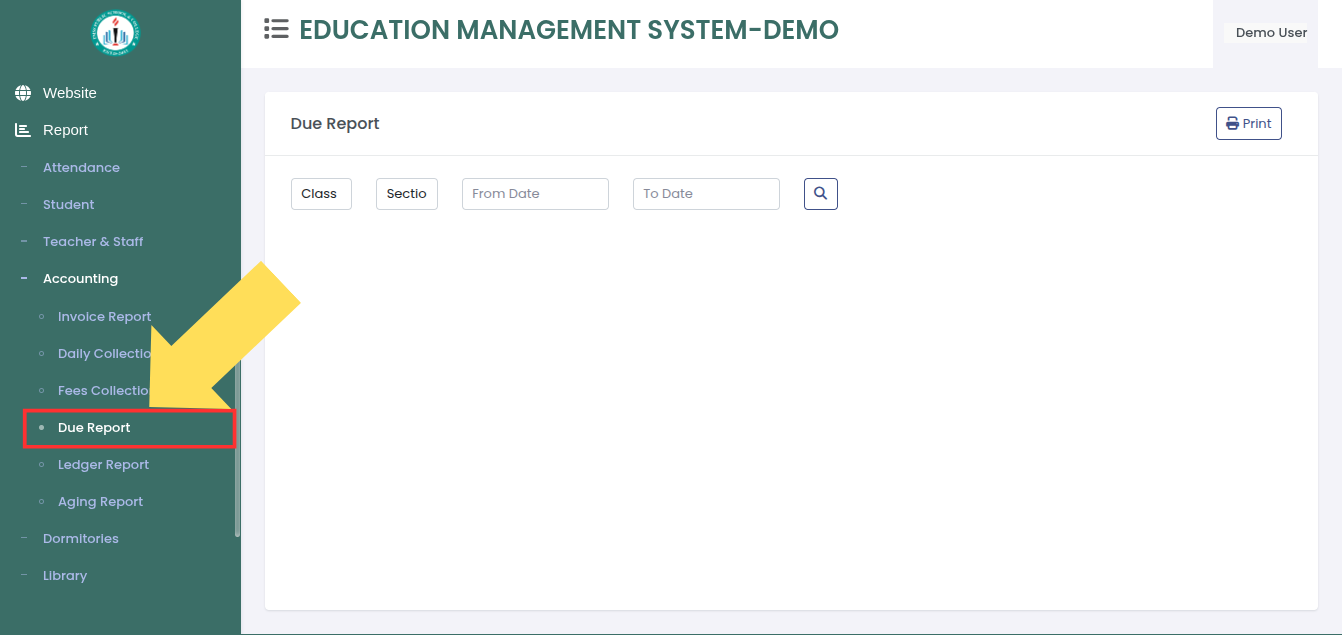 EDUCATION MANAGEMENT SYSTEM-DEMO
Demo User
Website
Report
Attendance
Student
Teacher & Staff
Accounting
Invoice Report
Daily Collectio
Fees Collectio
Due Report
Ledger Report
Aging Report
Dormitories
Library
Due Report
Print
Class
Sectio
From Date
To Date